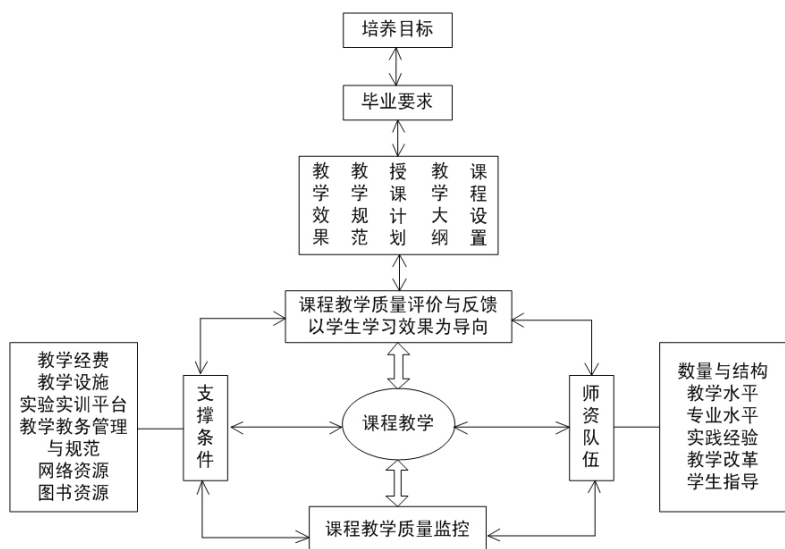 培养目标
毕业要求
教学效果
教学规范
授课计划
教学大纲
课程设置
课程教学质量评价与反馈
以学生学习效果为导向
教学经费
教学设施
实验实训平台
教学教务管理
与规范
网络资源
图书资源
支撑条件
课程教学
师资队伍
数量与结构
教学水平
专业水平
实践经验
教学改革
学生指导
课程教学质量监控